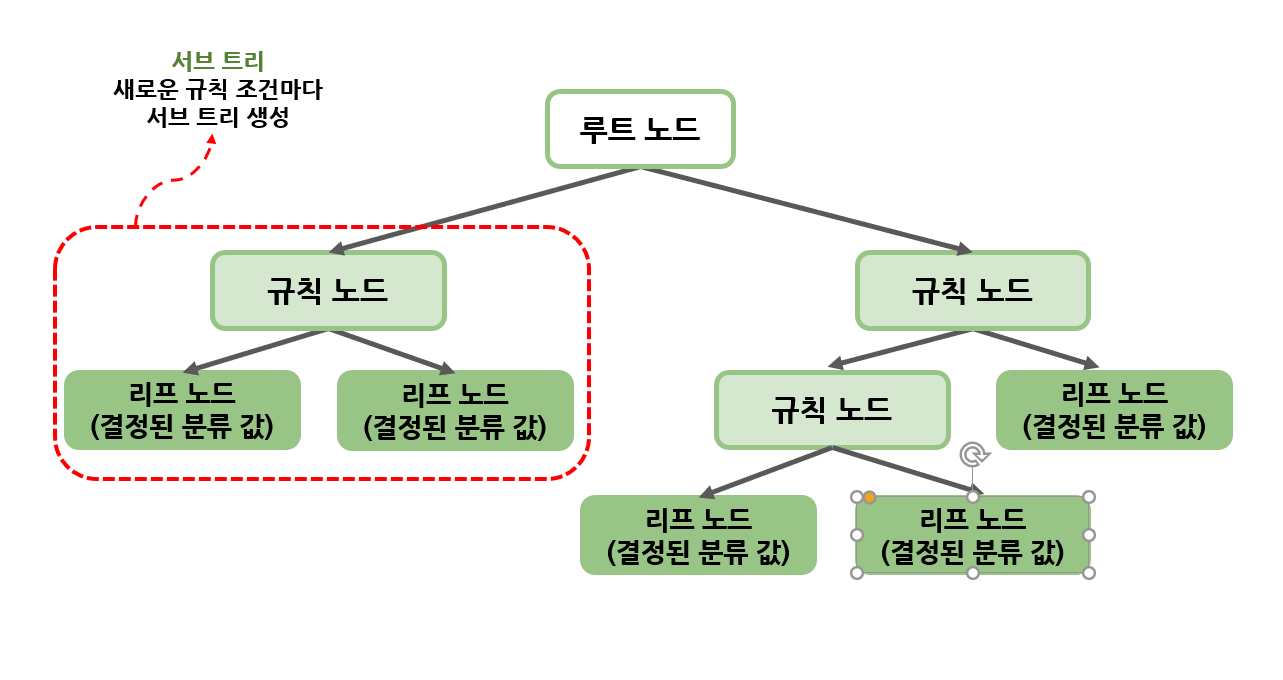 서브 트리
새로운 규칙 조건마다
서브 트리 생성
루트 노드
규칙 노드
규칙 노드
리프 노드
(결정된 분류 값)
리프 노드
(결정된 분류 값)
규칙 노드
리프 노드
(결정된 분류 값)
리프 노드
(결정된 분류 값)
리프 노드
(결정된 분류 값)